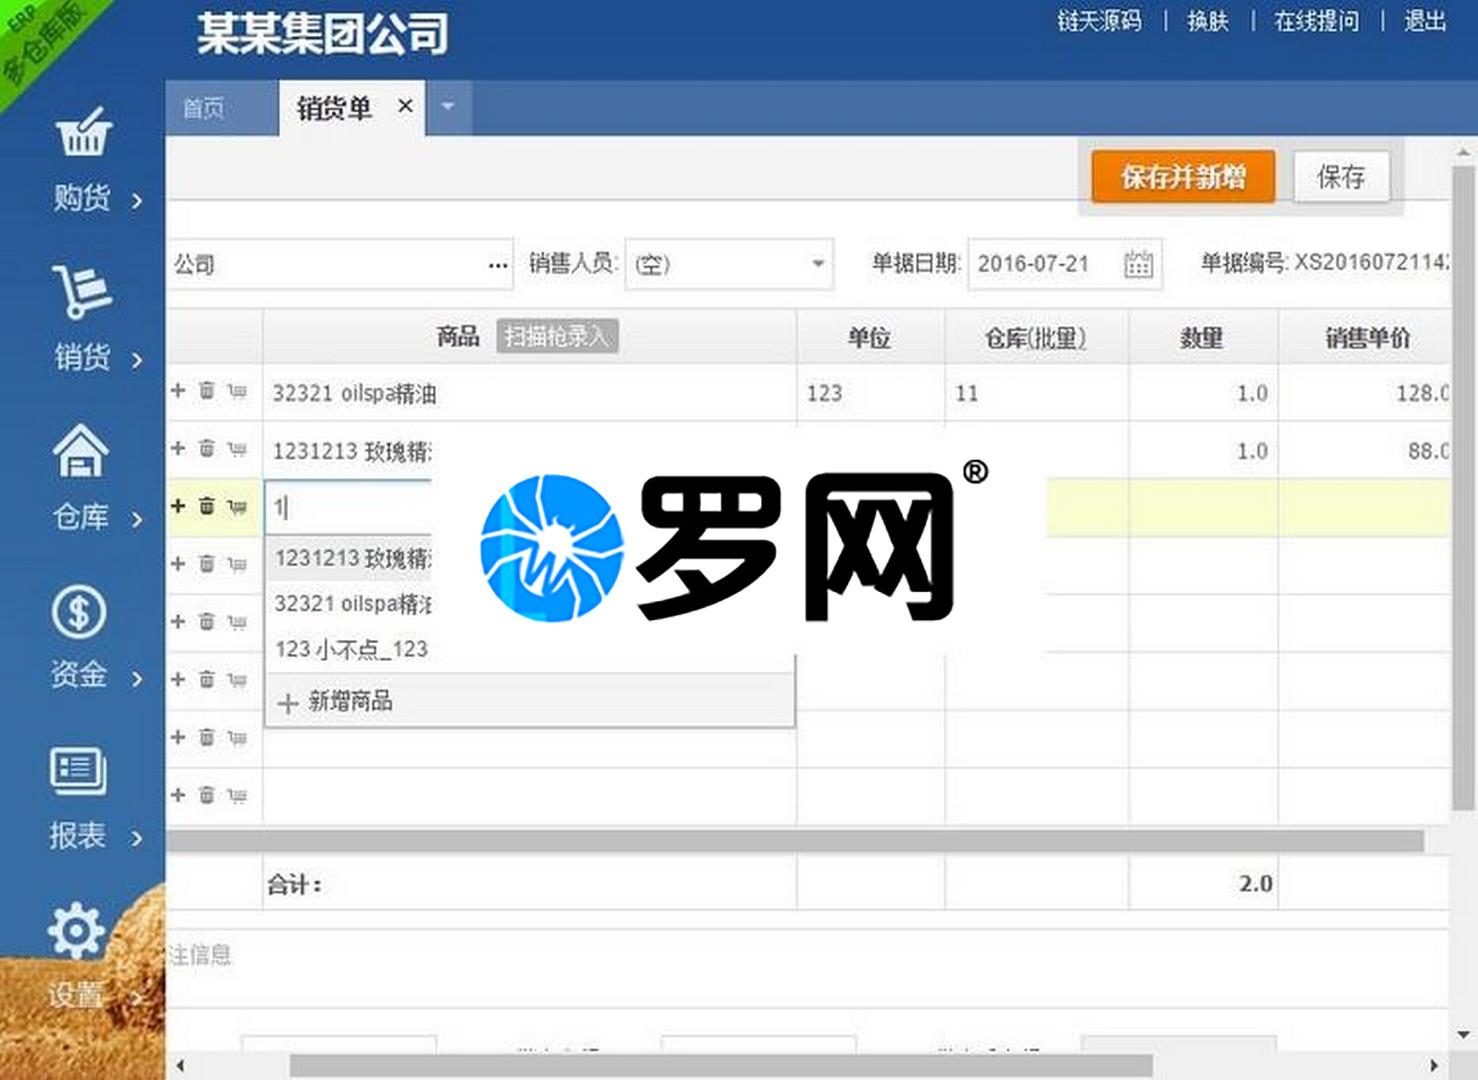 ERP
多仓库版
某某集团公司
链天源码 | 换肤 | 在线提问 | 退出
首页 销货单 ×
保存并新增 保存
公司 ... 销售人员: (空) 单据日期: 2016-07-21 单据编号: XS2016072114
商品 扫描枪录入 单位 仓库(批量) 数量 销售单价
32321 oilspa精油 123 11 1.0 128.0
1231213 玫瑰精 1.0 88.0
1
1231213 玫瑰精
32321 oilspa精油
123 小不点_123
+ 新增商品
罗网®
合计: 2.0
注信息
购货
销货
仓库
资金
报表
设置